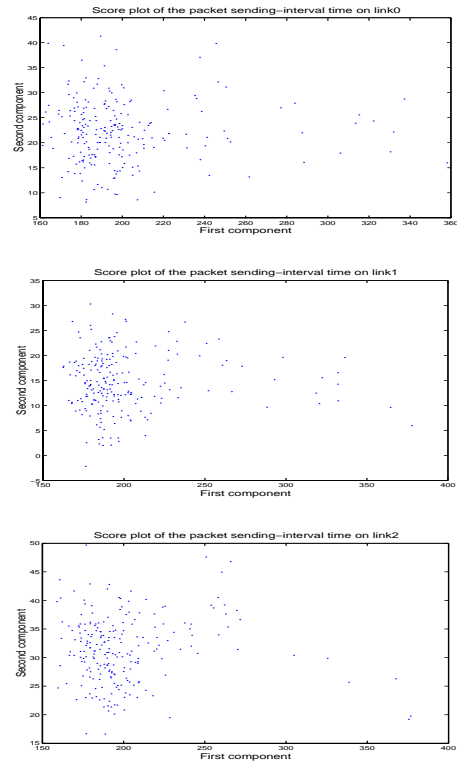 Score plot of the packet sending−interval time on link0
45
40
35
30
25
20
15
10
5
Second component
160 180 200 220 240 260 280 300 320 340 360
First component
Score plot of the packet sending−interval time on link1
35
30
25
20
15
10
5
0
−5
Second component
150 200 250 300 350 400
First component
Score plot of the packet sending−interval time on link2
50
45
40
35
30
25
20
15
Second component
150 200 250 300 350 400
First component